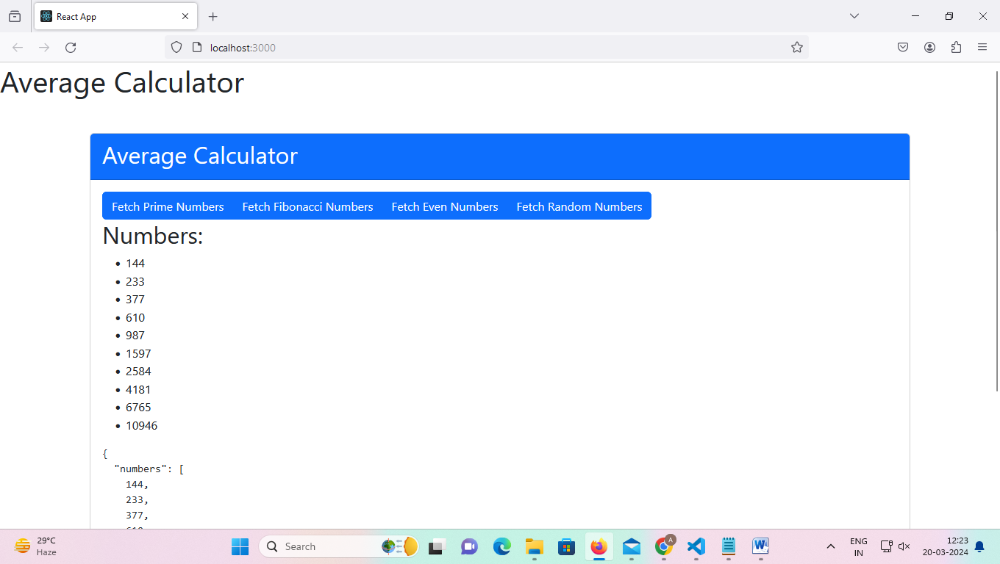 React App
localhost:3000
Average Calculator
Average Calculator
Fetch Prime Numbers Fetch Fibonacci Numbers Fetch Even Numbers Fetch Random Numbers
Numbers:
• 144
• 233
• 377
• 610
• 987
• 1597
• 2584
• 4181
• 6765
• 10946
{
"numbers": [
144,
233,
377,
29°C
Haze
Search
A
W
ENG
IN
12:23
20-03-2024